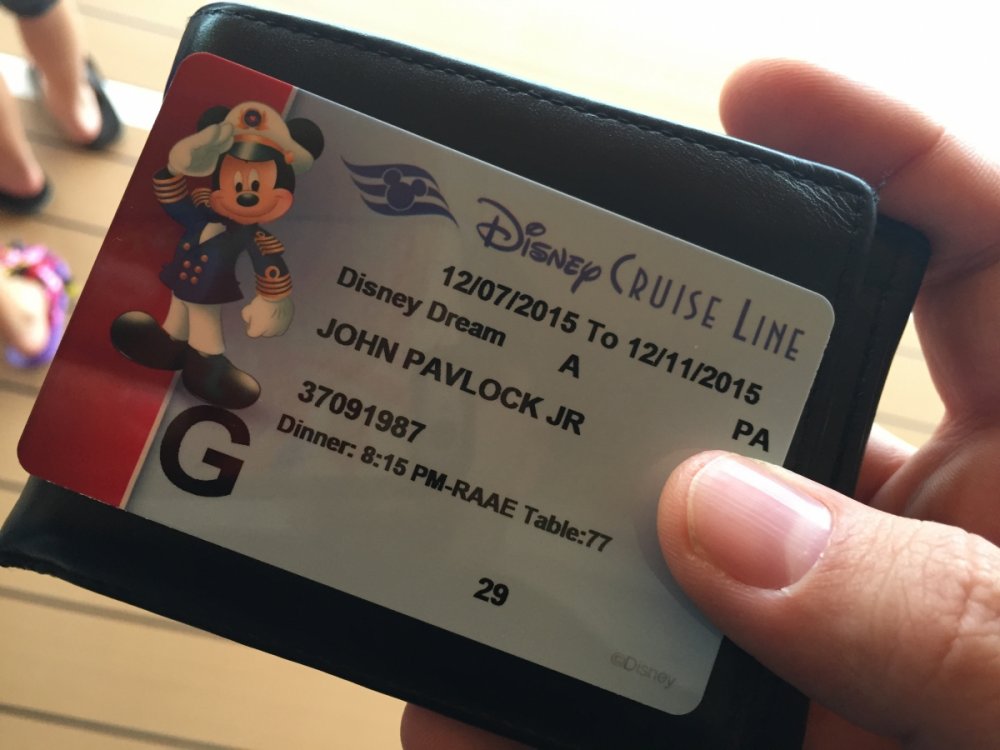 Disney Cruise Line
12/07/2015 To 12/11/2015
Disney Dream A PA
JOHN PAVLOCK JR
37091987
Dinner: 8:15 PM-RAAE Table:77
G
29
©Disney